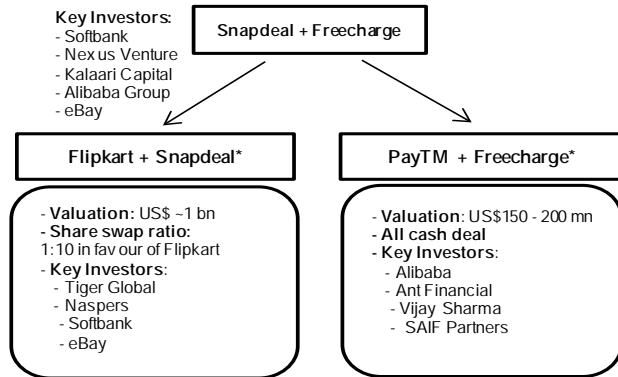 Key Investors:
- Softbank
- Nexus Venture
- Kalaari Capital
- Alibaba Group
- eBay
Snapdeal + Freecharge
Flipkart + Snapdeal*
- Valuation: US$ ~1 bn
- Share swap ratio:
1:10 in favour of Flipkart
- Key Investors:
- Tiger Global
- Naspers
- Softbank
- eBay
PayTM + Freecharge*
- Valuation: US$150 - 200 mn
- All cash deal
- Key Investors:
- Alibaba
- Ant Financial
- Vijay Sharma
- SAIF Partners